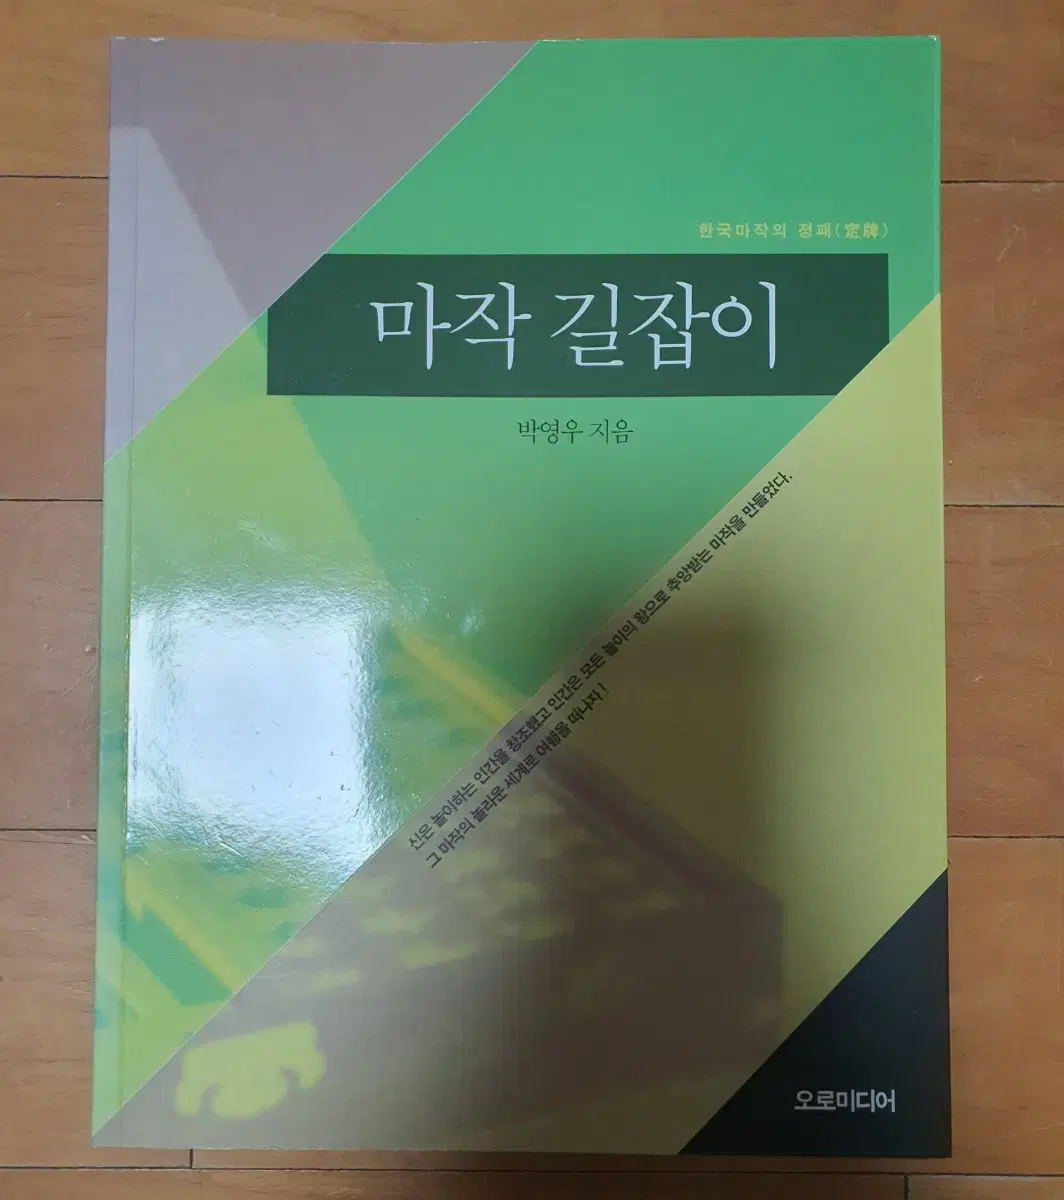 한국마작의 정패(定牌)
마작 길잡이
박영우 지음
신은 놀이하는 인간을 창조했고 인간은 모든 놀이의 왕으로 추앙받는 마작을 만들었다.
그 마작의 놀라운 세계로 여행을 떠나자!
오로미디어